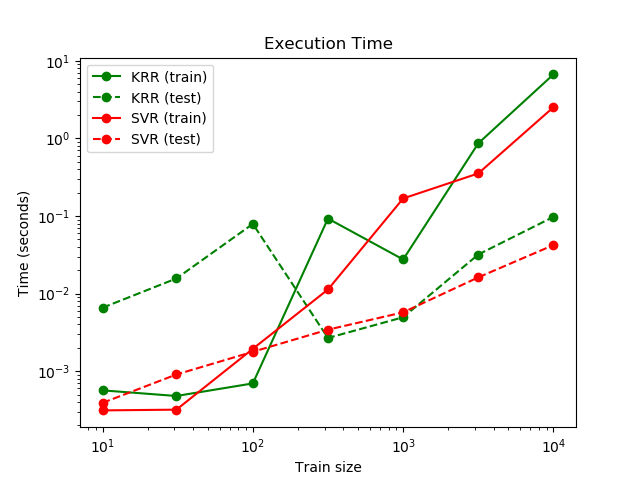 Execution Time
KRR (train)
KRR (test)
SVR (train)
SVR (test)
Time (seconds)
10¹
10⁰
10⁻¹
10⁻²
10⁻³
10¹ 10² 10³ 10⁴
Train size